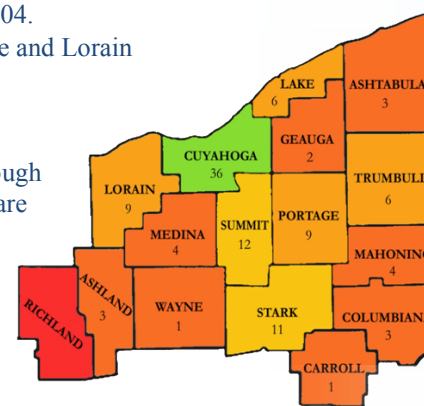 04.
e and Lorain
ough
are
LAKE
6
ASHTABULA
3
GEAUGA
2
CUYAHOGA
36
LORAIN
9
TRUMBULL
6
SUMMIT
12
PORTAGE
9
MEDINA
4
MAHONING
4
RICHLAND
ASHLAND
3
WAYNE
1
STARK
11
COLUMBIANA
3
CARROLL
1